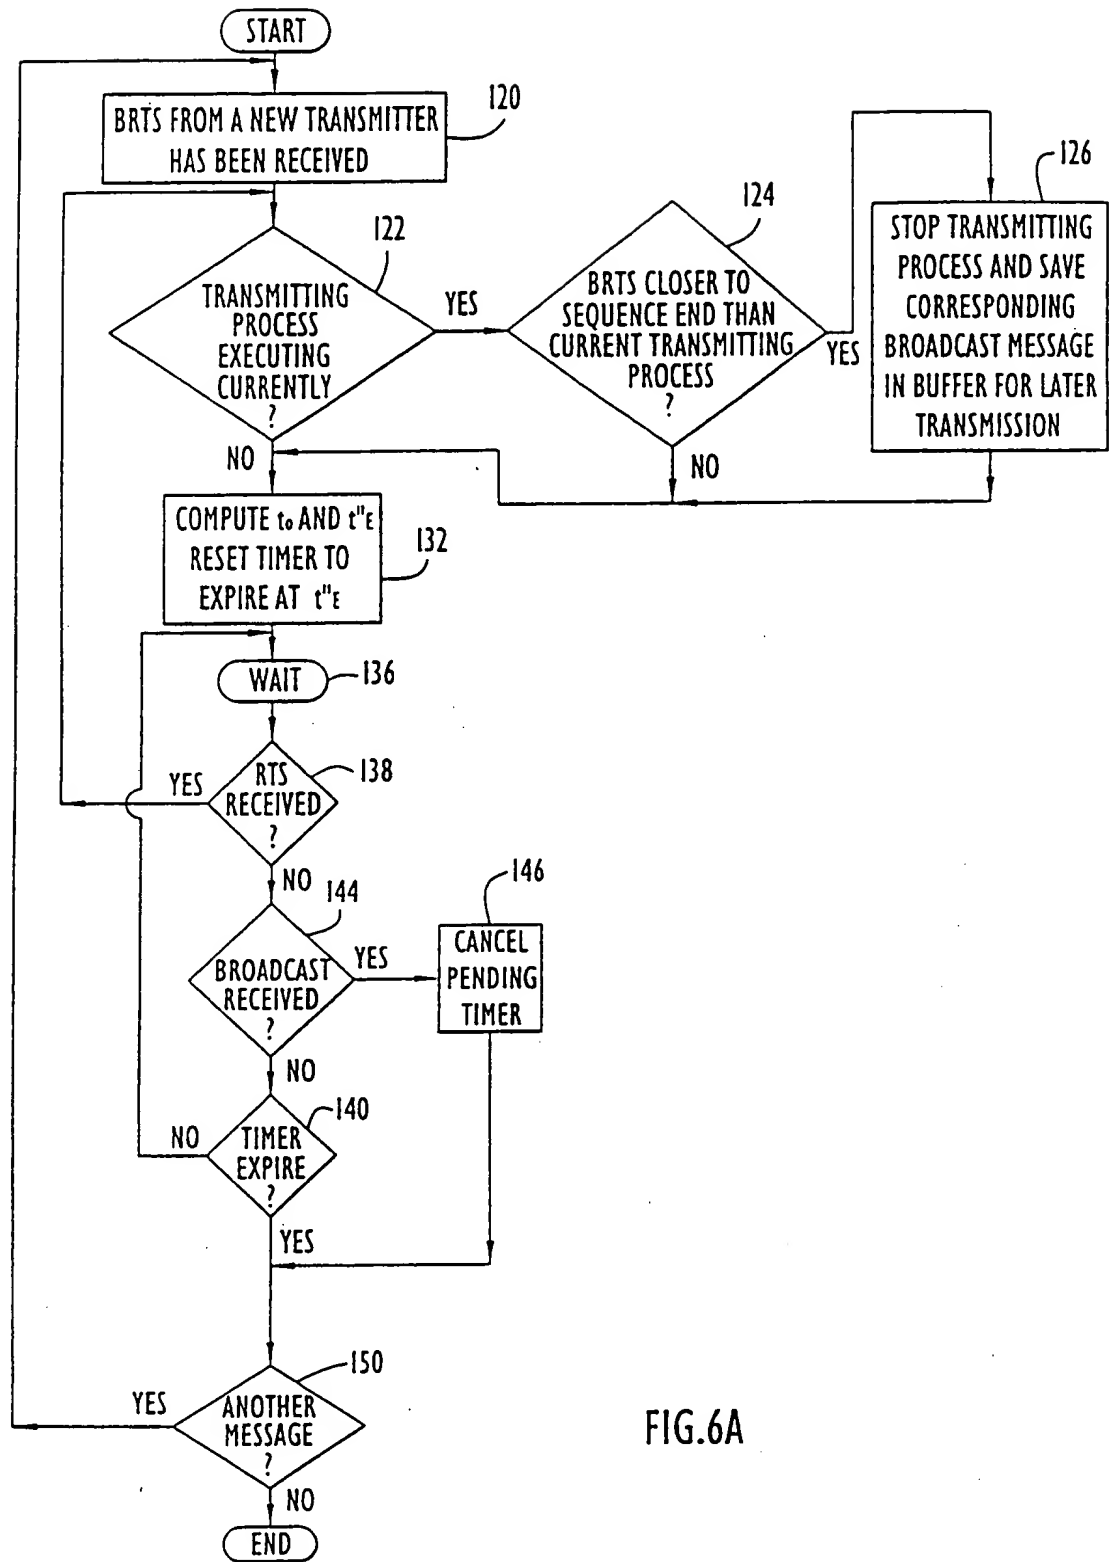 START
BRTS FROM A NEW TRANSMITTER
HAS BEEN RECEIVED
120
TRANSMITTING
PROCESS
EXECUTING
CURRENTLY
?
122
YES
NO
BRTS CLOSER TO
SEQUENCE END THAN
CURRENT TRANSMITTING
PROCESS
?
124
YES
NO
STOP TRANSMITTING
PROCESS AND SAVE
CORRESPONDING
BROADCAST MESSAGE
IN BUFFER FOR LATER
TRANSMISSION
126
COMPUTE to AND t"E
RESET TIMER TO
EXPIRE AT t"E
132
WAIT
136
RTS
RECEIVED
?
138
YES
NO
BROADCAST
RECEIVED
?
144
YES
NO
CANCEL
PENDING
TIMER
146
TIMER
EXPIRE
?
140
NO
YES
ANOTHER
MESSAGE
?
150
YES
NO
END
FIG.6A